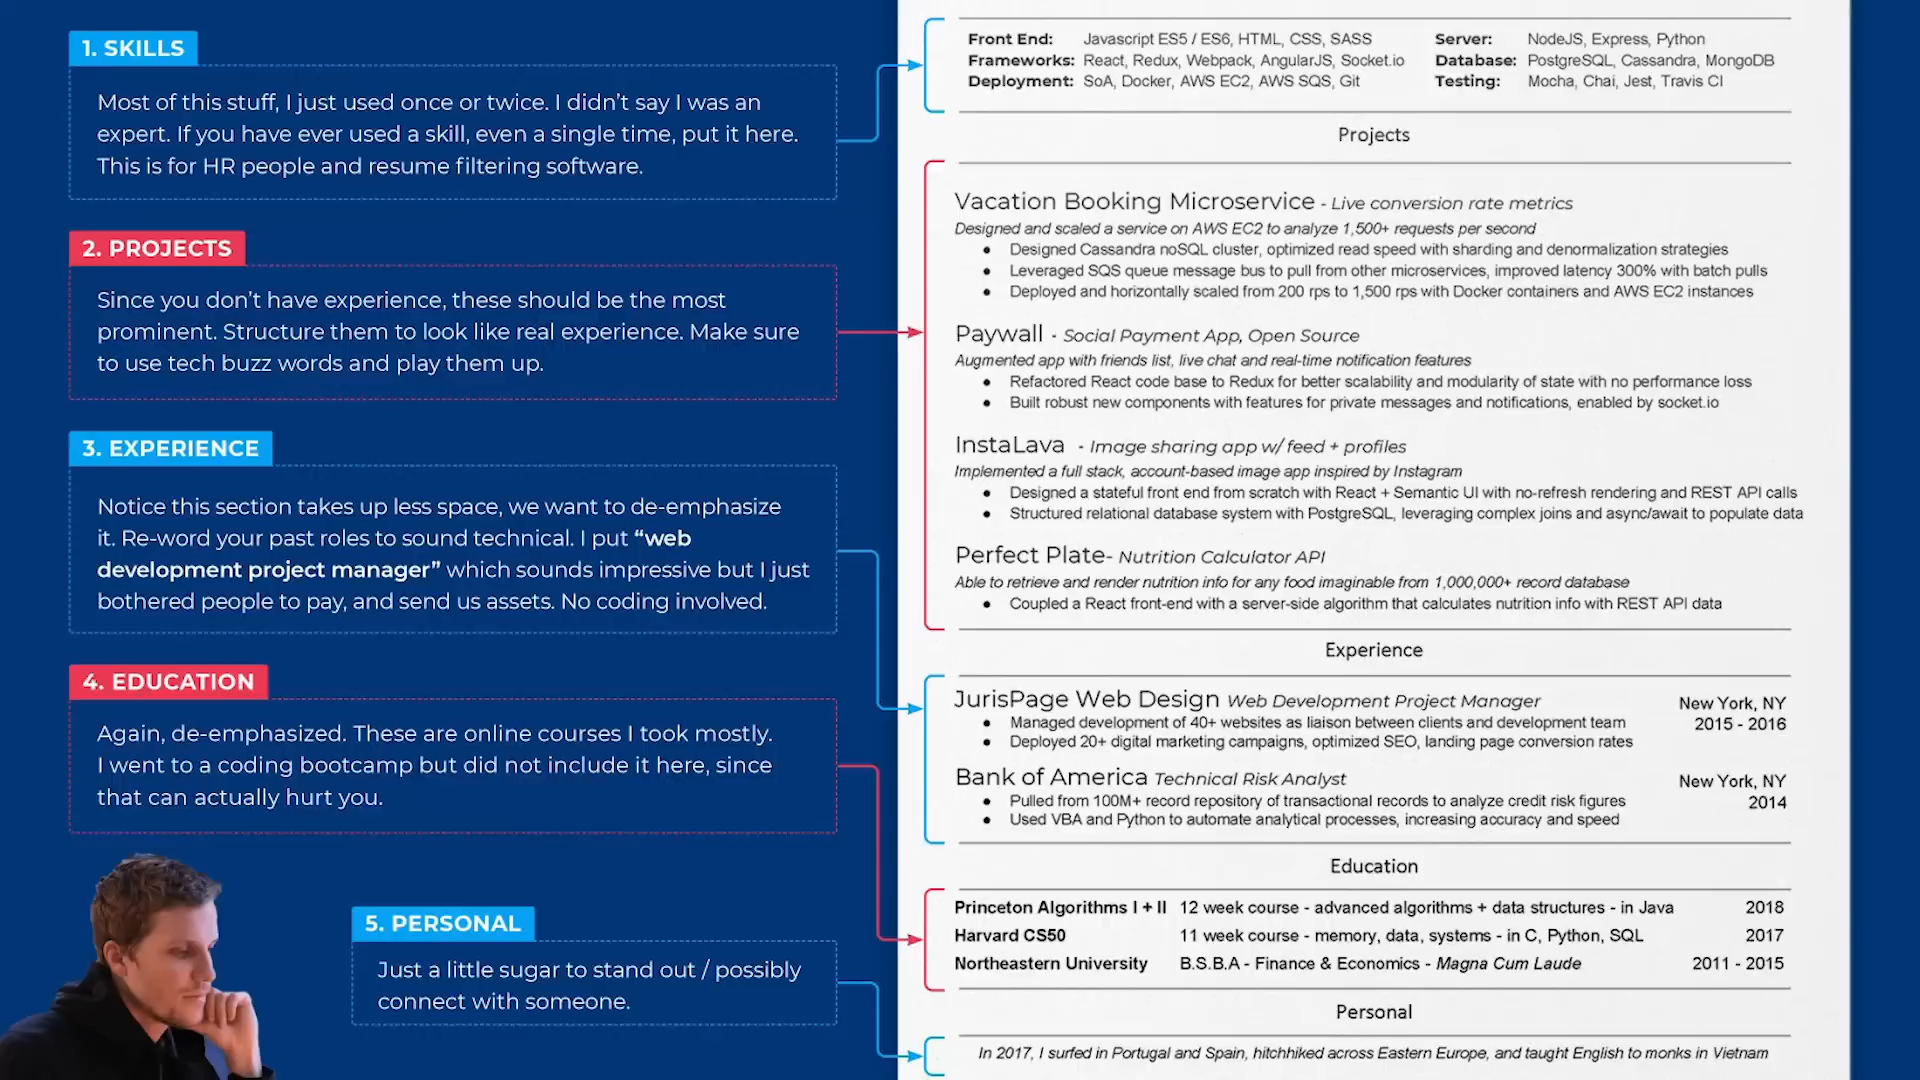 1. SKILLS
Most of this stuff, I just used once or twice. I didn’t say I was an
expert. If you have ever used a skill, even a single time, put it here.
This is for HR people and resume filtering software.
2. PROJECTS
Since you don’t have experience, these should be the most
prominent. Structure them to look like real experience. Make sure
to use tech buzz words and play them up.
3. EXPERIENCE
Notice this section takes up less space, we want to de-emphasize
it. Re-word your past roles to sound technical. I put “web
development project manager” which sounds impressive but I just
bothered people to pay, and send us assets. No coding involved.
4. EDUCATION
Again, de-emphasized. These are online courses I took mostly.
I went to a coding bootcamp but did not include it here, since
that can actually hurt you.
5. PERSONAL
Just a little sugar to stand out / possibly
connect with someone.
Front End: Javascript ES5 / ES6, HTML, CSS, SASS Server: NodeJS, Express, Python
Frameworks: React, Redux, Webpack, AngularJS, Socket.io Database: PostgreSQL, Cassandra, MongoDB
Deployment: SoA, Docker, AWS EC2, AWS SQS, Git Testing: Mocha, Chai, Jest, Travis CI
Projects
Vacation Booking Microservice - Live conversion rate metrics
Designed and scaled a service on AWS EC2 to analyze 1,500+ requests per second
● Designed Cassandra noSQL cluster, optimized read speed with sharding and denormalization strategies
● Leveraged SQS queue message bus to pull from other microservices, improved latency 300% with batch pulls
● Deployed and horizontally scaled from 200 rps to 1,500 rps with Docker containers and AWS EC2 instances
Paywall - Social Payment App, Open Source
Augmented app with friends list, live chat and real-time notification features
● Refactored React code base to Redux for better scalability and modularity of state with no performance loss
● Built robust new components with features for private messages and notifications, enabled by socket.io
InstaLava - Image sharing app w/ feed + profiles
Implemented a full stack, account-based image app inspired by Instagram
● Designed a stateful front end from scratch with React + Semantic UI with no-refresh rendering and REST API calls
● Structured relational database system with PostgreSQL, leveraging complex joins and async/await to populate data
Perfect Plate- Nutrition Calculator API
Able to retrieve and render nutrition info for any food imaginable from 1,000,000+ record database
● Coupled a React front-end with a server-side algorithm that calculates nutrition info with REST API data
Experience
JurisPage Web Design Web Development Project Manager New York, NY
● Managed development of 40+ websites as liaison between clients and development team 2015 - 2016
● Deployed 20+ digital marketing campaigns, optimized SEO, landing page conversion rates
Bank of America Technical Risk Analyst New York, NY
● Pulled from 100M+ record repository of transactional records to analyze credit risk figures 2014
● Used VBA and Python to automate analytical processes, increasing accuracy and speed
Education
Princeton Algorithms I + II 12 week course - advanced algorithms + data structures - in Java 2018
Harvard CS50 11 week course - memory, data, systems - in C, Python, SQL 2017
Northeastern University B.S.B.A - Finance & Economics - Magna Cum Laude 2011 - 2015
Personal
In 2017, I surfed in Portugal and Spain, hitchhiked across Eastern Europe, and taught English to monks in Vietnam